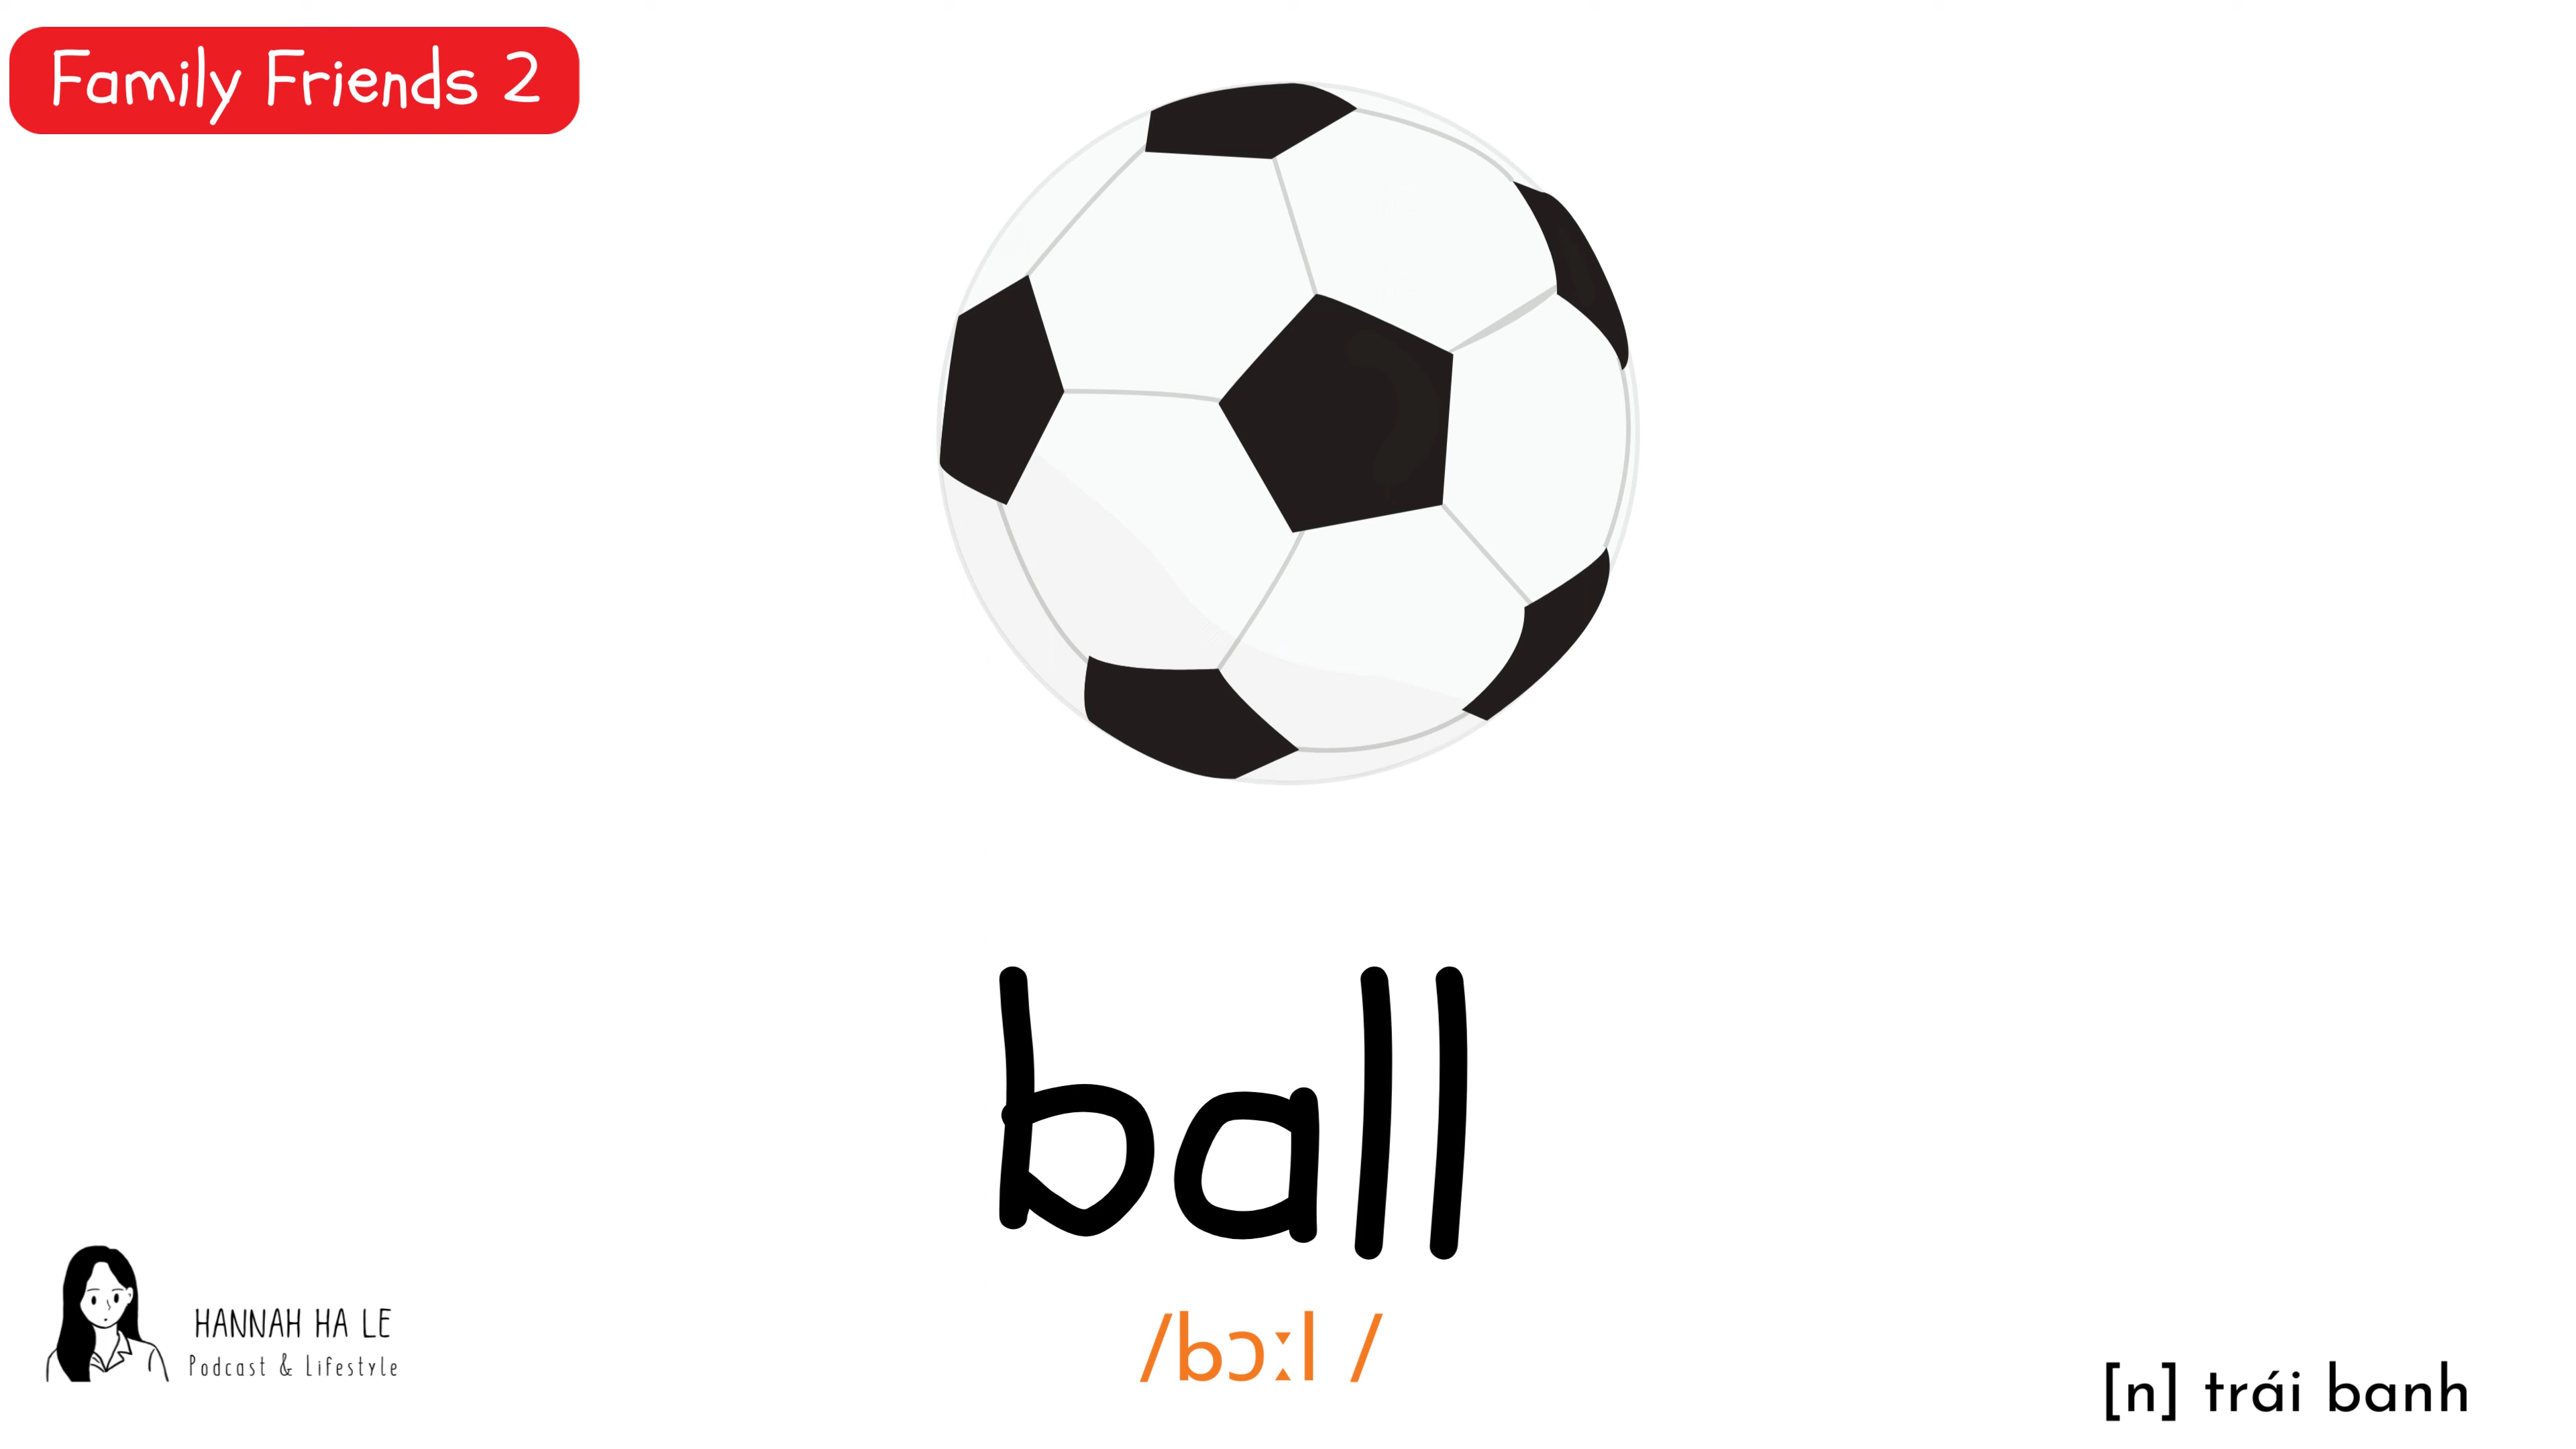 Family Friends 2
ball
/bɔːl /
HANNAH HA LE
Podcast & Lifestyle
[n] trái banh